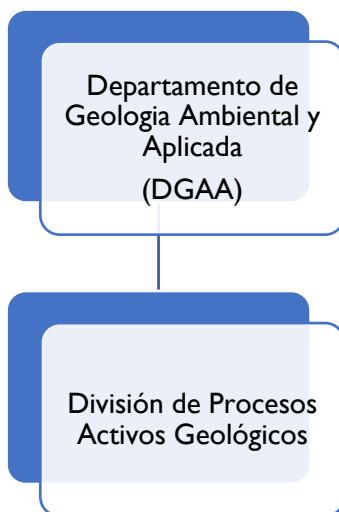 Departamento de
Geologia Ambiental y
Aplicada
(DGAA)
División de Procesos
Activos Geológicos